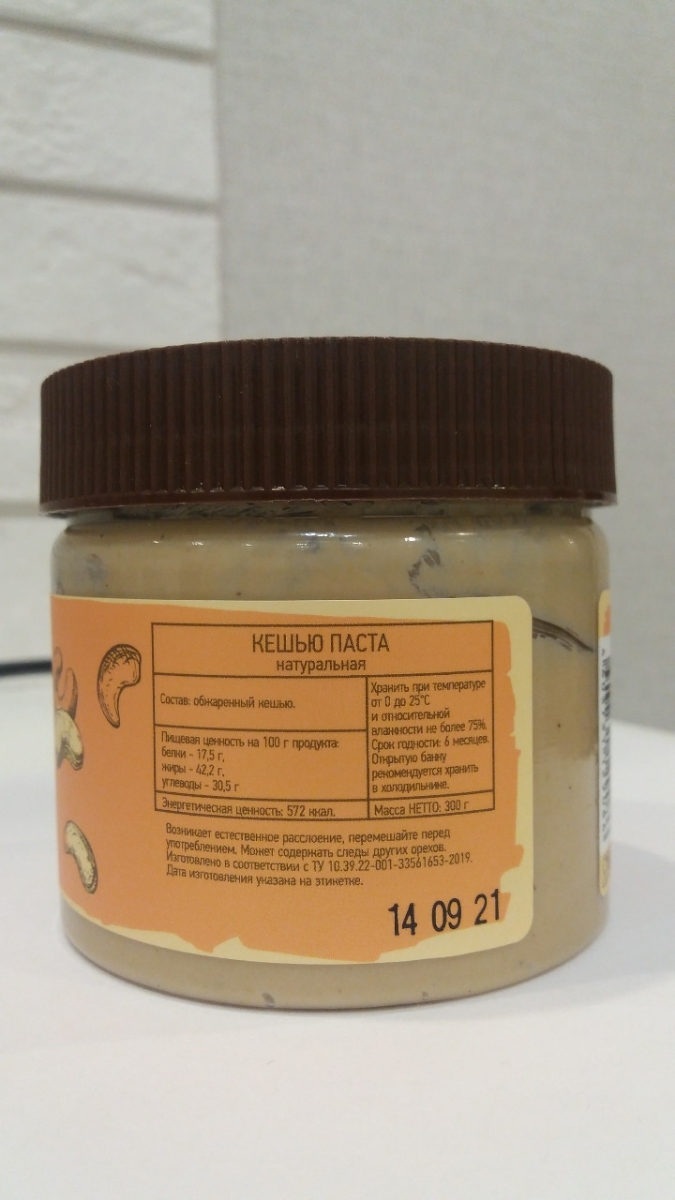 КЕШЬЮ ПАСТА
натуральная
Состав: обжаренный кешью.
Пищевая ценность на 100 г продукта:
белки - 17,5 г,
жиры - 42,2 г,
углеводы - 30,5 г
Энергетическая ценность: 572 ккал.
Хранить при температуре
от 0 до 25°С
и относительной
влажности не более 75%.
Срок годности: 6 месяцев.
Открытую банку
рекомендуется хранить
в холодильнике.
Масса НЕТТО: 300 г
Возникает естественное расслоение, перемешайте перед
употреблением. Может содержать следы других орехов.
Изготовлено в соответствии с ТУ 10.39.22-001-33561653-2019.
Дата изготовления указана на этикетке.
14 09 21